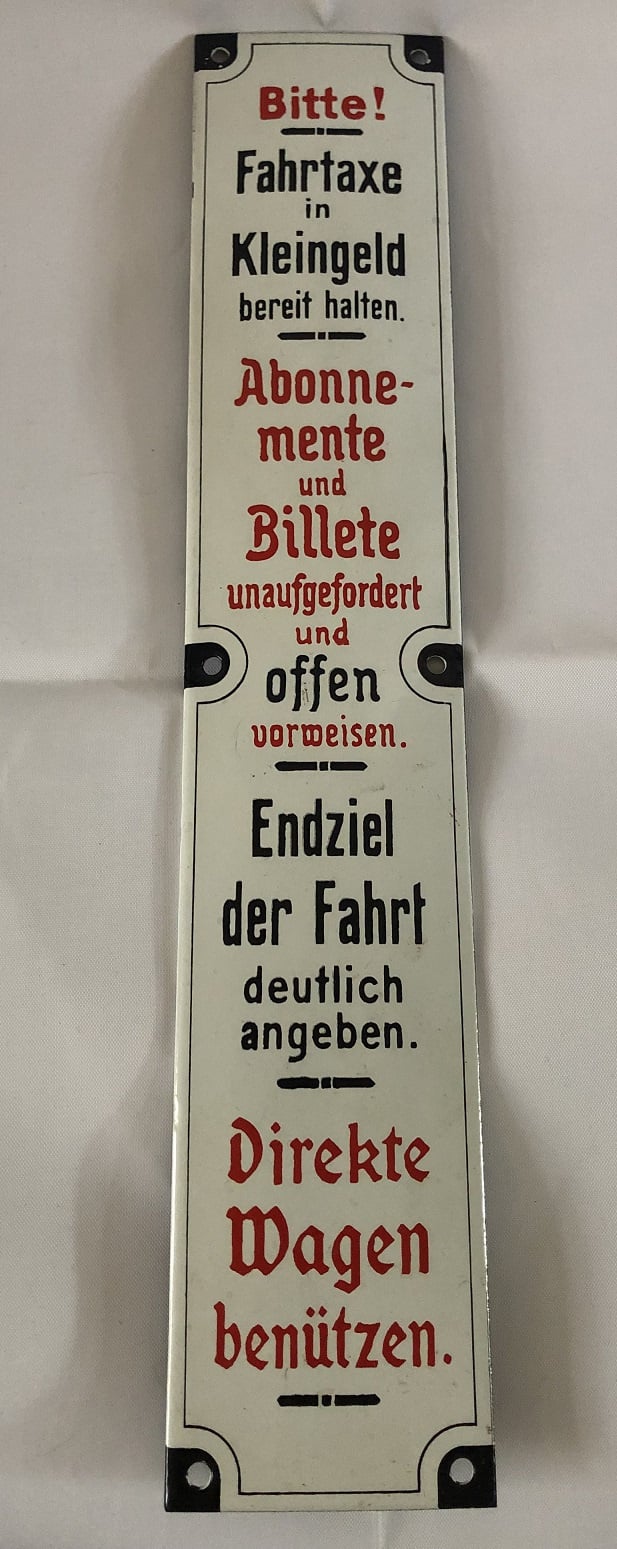 Bitte!
Fahrtaxe
in
Kleingeld
bereit halten.
Abonne-
mente
und
Billete
unaufgefordert
und
offen
vorweisen.
Endziel
der Fahrt
deutlich
angeben.
Direkte
Wagen
benützen.